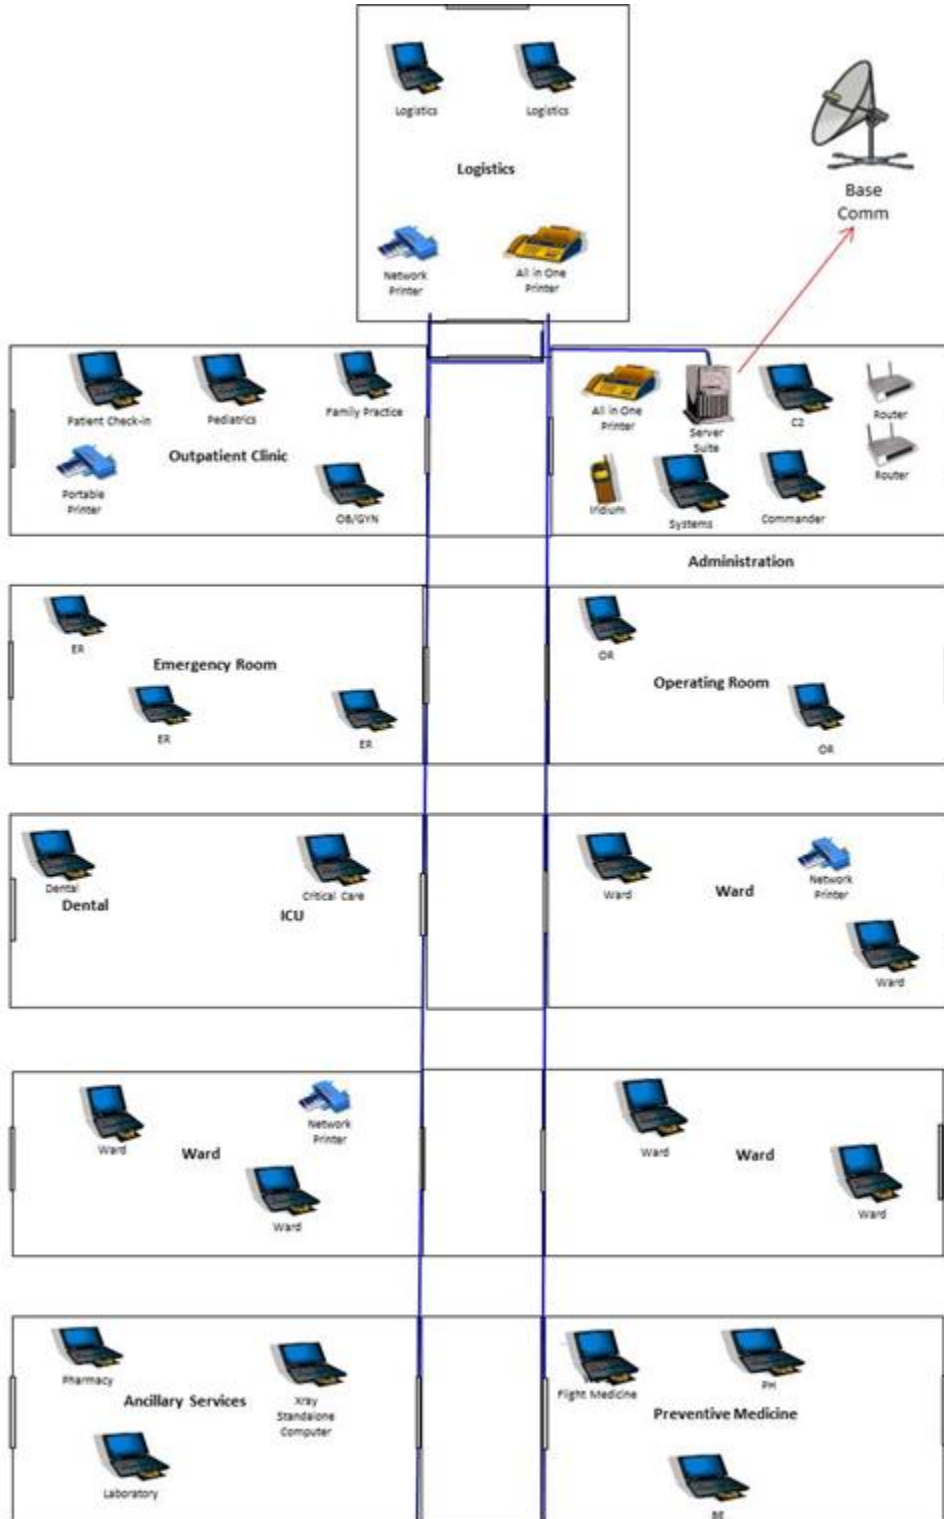 Logistics
Logistics
Logistics
Network
Printer
All in One
Printer
Base
Comm
Patient Check-in
Pediatrics
Family Practice
Outpatient Clinic
Portable
Printer
OB/GYN
All in One
Printer
Server
Suite
C2
Router
Router
Iridium
Systems
Commander
Administration
ER
Emergency Room
ER
ER
OR
Operating Room
OR
Dental
Dental
Critical Care
ICU
Ward
Ward
Network
Printer
Ward
Ward
Ward
Network
Printer
Ward
Ward
Ward
Ward
Pharmacy
Ancillary Services
Xray
Standalone
Computer
Laboratory
Flight Medicine
PH
Preventive Medicine
BE